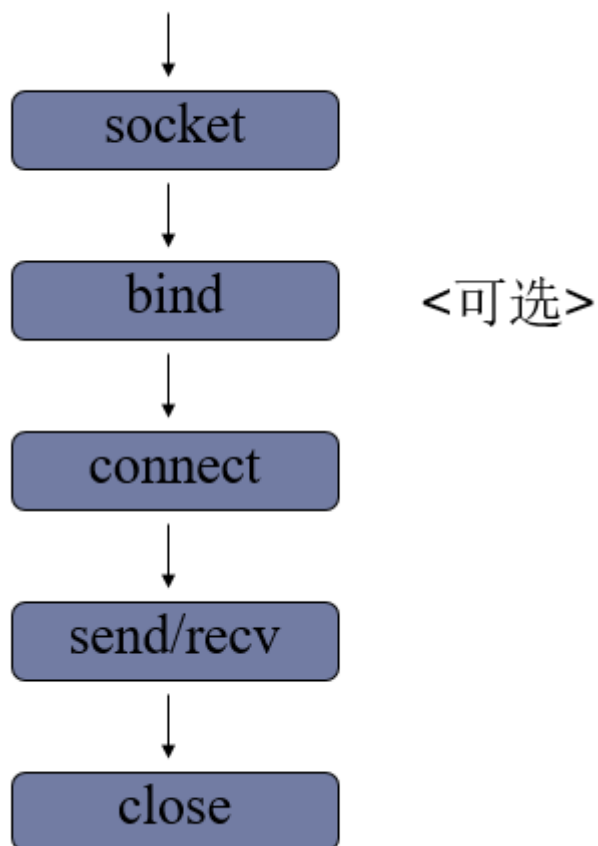 socket
bind
<可选>
connect
send/recv
close